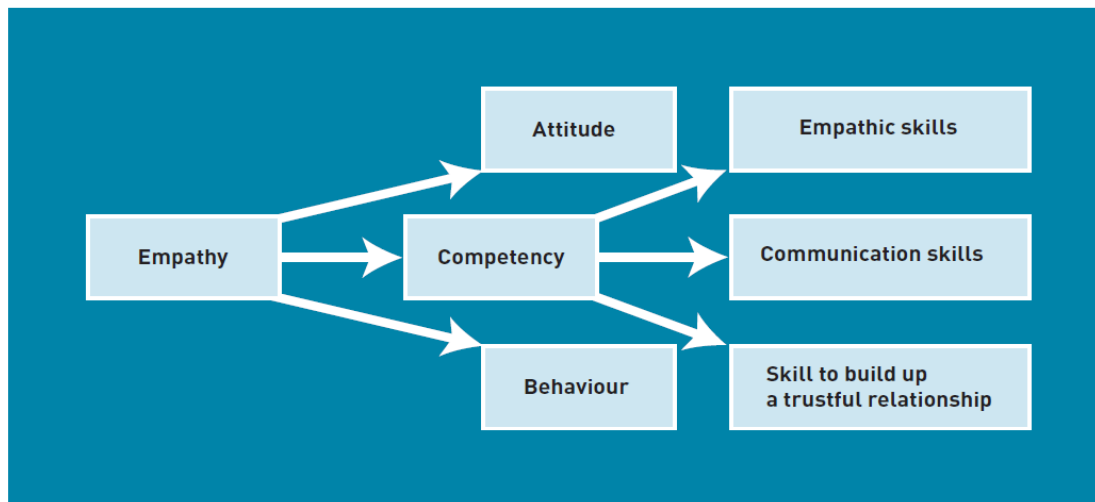 Attitude
Empathic skills
Empathy
Competency
Communication skills
Behaviour
Skill to build up
a trustful relationship